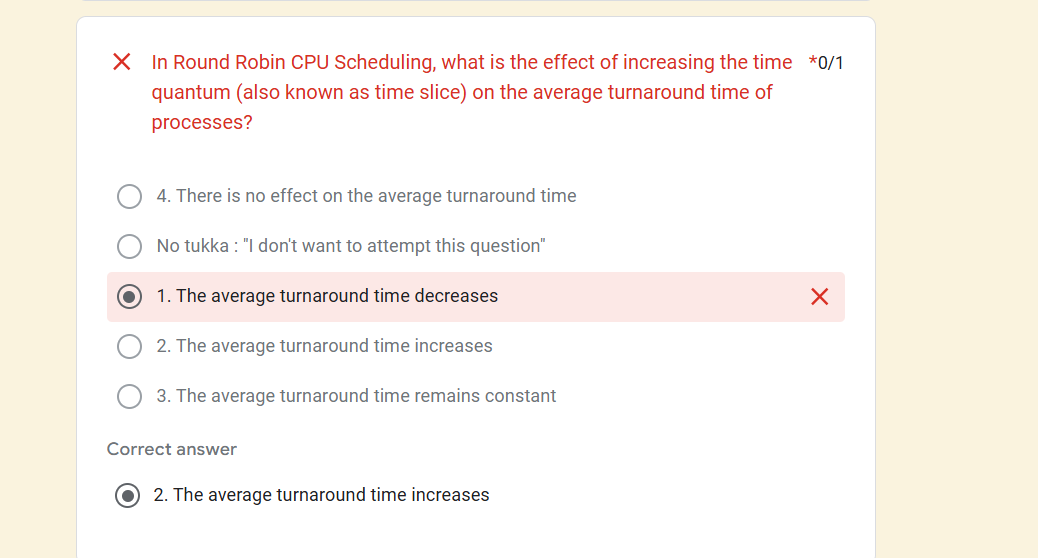 In Round Robin CPU Scheduling, what is the effect of increasing the time *0/1
quantum (also known as time slice) on the average turnaround time of
processes?
4. There is no effect on the average turnaround time
No tukka : "I don't want to attempt this question"
1. The average turnaround time decreases
2. The average turnaround time increases
3. The average turnaround time remains constant
Correct answer
2. The average turnaround time increases